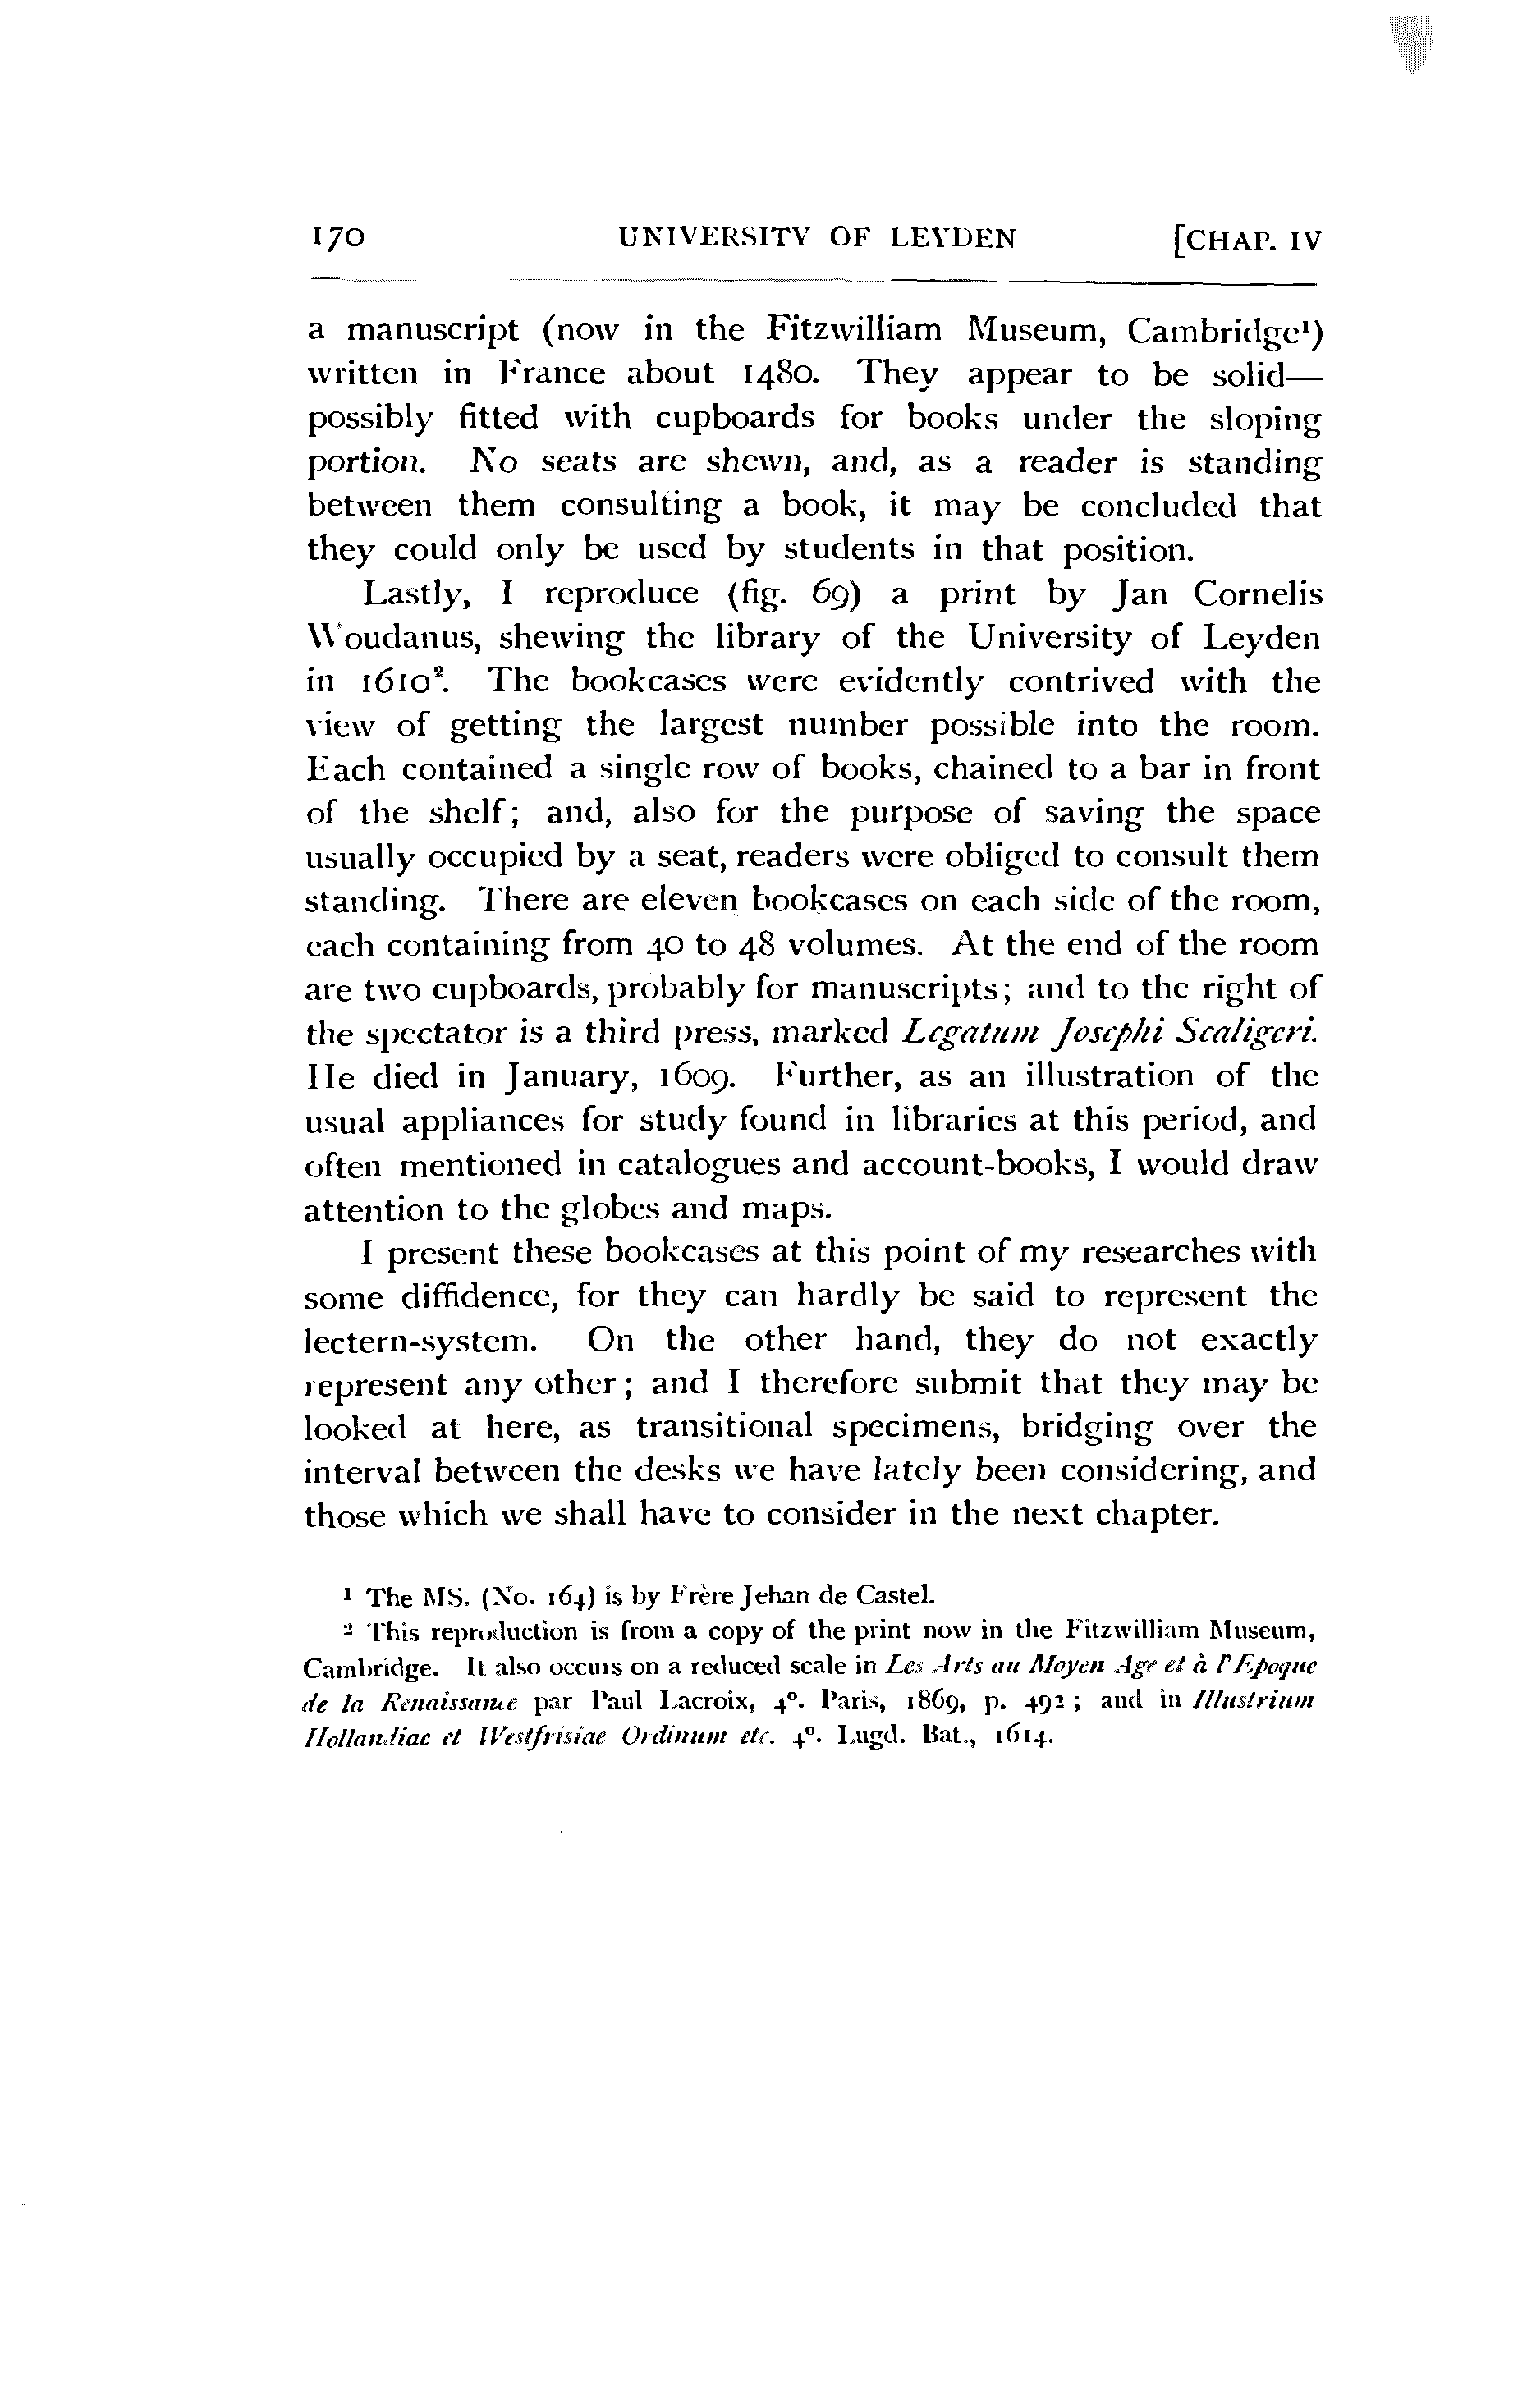 170 UNIVERSITY OF LEYDEN [CHAP. IV
a manuscript (now in the Fitzwilliam Museum, Cambridge¹)
written in France about 1480. They appear to be solid—
possibly fitted with cupboards for books under the sloping
portion. No seats are shewn, and, as a reader is standing
between them consulting a book, it may be concluded that
they could only be used by students in that position.
Lastly, I reproduce (fig. 69) a print by Jan Cornelis
Woudanus, shewing the library of the University of Leyden
in 1610². The bookcases were evidently contrived with the
view of getting the largest number possible into the room.
Each contained a single row of books, chained to a bar in front
of the shelf; and, also for the purpose of saving the space
usually occupied by a seat, readers were obliged to consult them
standing. There are eleven bookcases on each side of the room,
each containing from 40 to 48 volumes. At the end of the room
are two cupboards, probably for manuscripts; and to the right of
the spectator is a third press, marked Legatum Josephi Scaligeri.
He died in January, 1609. Further, as an illustration of the
usual appliances for study found in libraries at this period, and
often mentioned in catalogues and account-books, I would draw
attention to the globes and maps.
I present these bookcases at this point of my researches with
some diffidence, for they can hardly be said to represent the
lectern-system. On the other hand, they do not exactly
represent any other; and I therefore submit that they may be
looked at here, as transitional specimens, bridging over the
interval between the desks we have lately been considering, and
those which we shall have to consider in the next chapter.
¹ The MS. (No. 164) is by Frère Jehan de Castel.
² This reproduction is from a copy of the print now in the Fitzwilliam Museum,
Cambridge. It also occurs on a reduced scale in Les Arts au Moyen Age et à l'Epoque
de la Renaissance par Paul Lacroix, 4°. Paris, 1869, p. 492; and in Illustrium
Hollandiae et Westfrisiae Ordinum etc. 4°. Lugd. Bat., 1614.